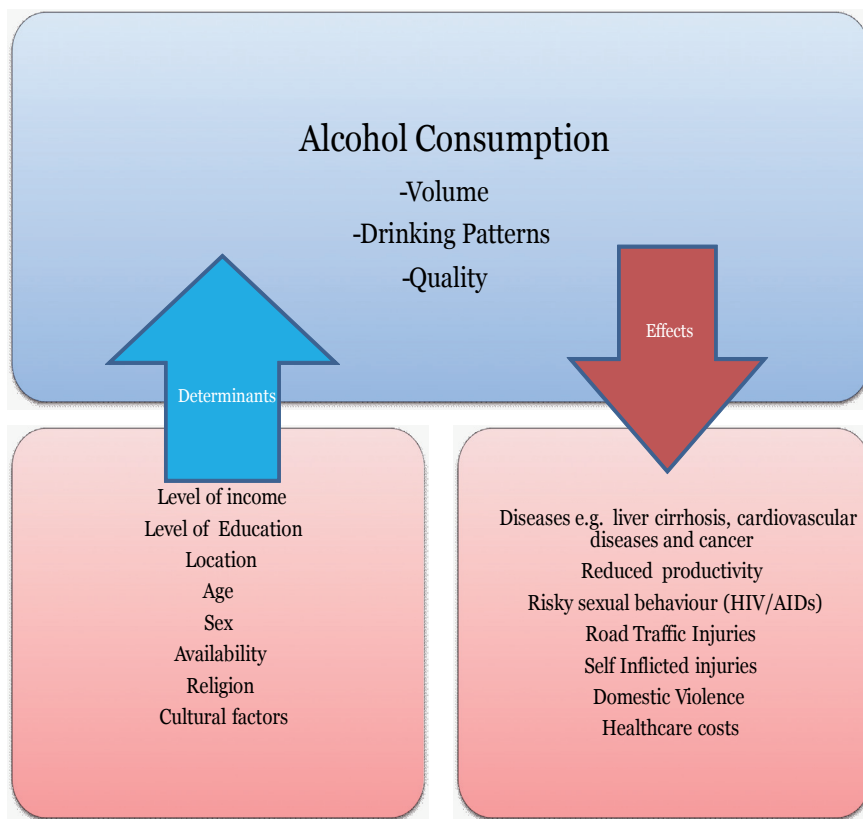 Alcohol Consumption
-Volume
-Drinking Patterns
-Quality
Determinants
Effects
Level of income
Level of Education
Location
Age
Sex
Availability
Religion
Cultural factors
Diseases e.g. liver cirrhosis, cardiovascular
diseases and cancer
Reduced productivity
Risky sexual behaviour (HIV/AIDs)
Road Traffic Injuries
Self Inflicted injuries
Domestic Violence
Healthcare costs